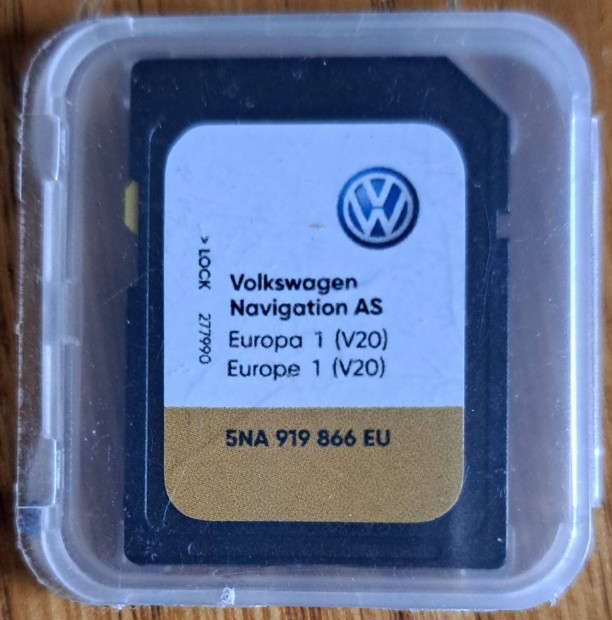 > LOCK 277990
Volkswagen
Navigation AS
Europa 1 (V20)
Europe 1 (V20)
5NA 919 866 EU